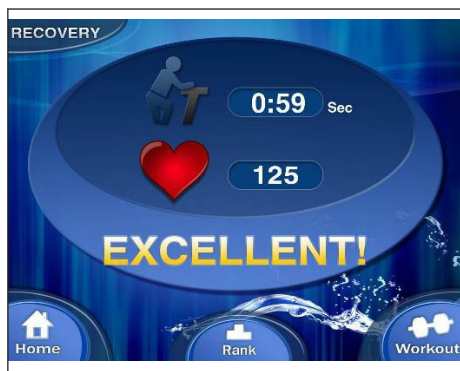 RECOVERY
0:59 Sec
125
EXCELLENT!
Home
Rank
Workout